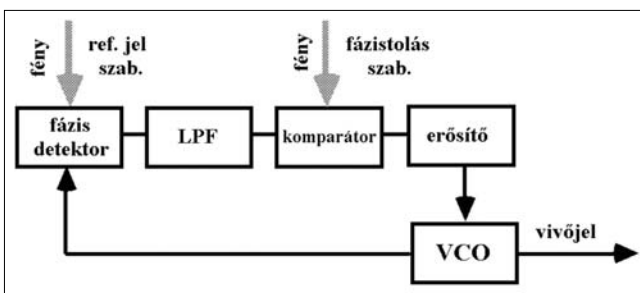 fény
ref. jel
szab.
fény
fázistolás
szab.
fázis
detektor
LPF
komparátor
erősítő
VCO
vivőjel